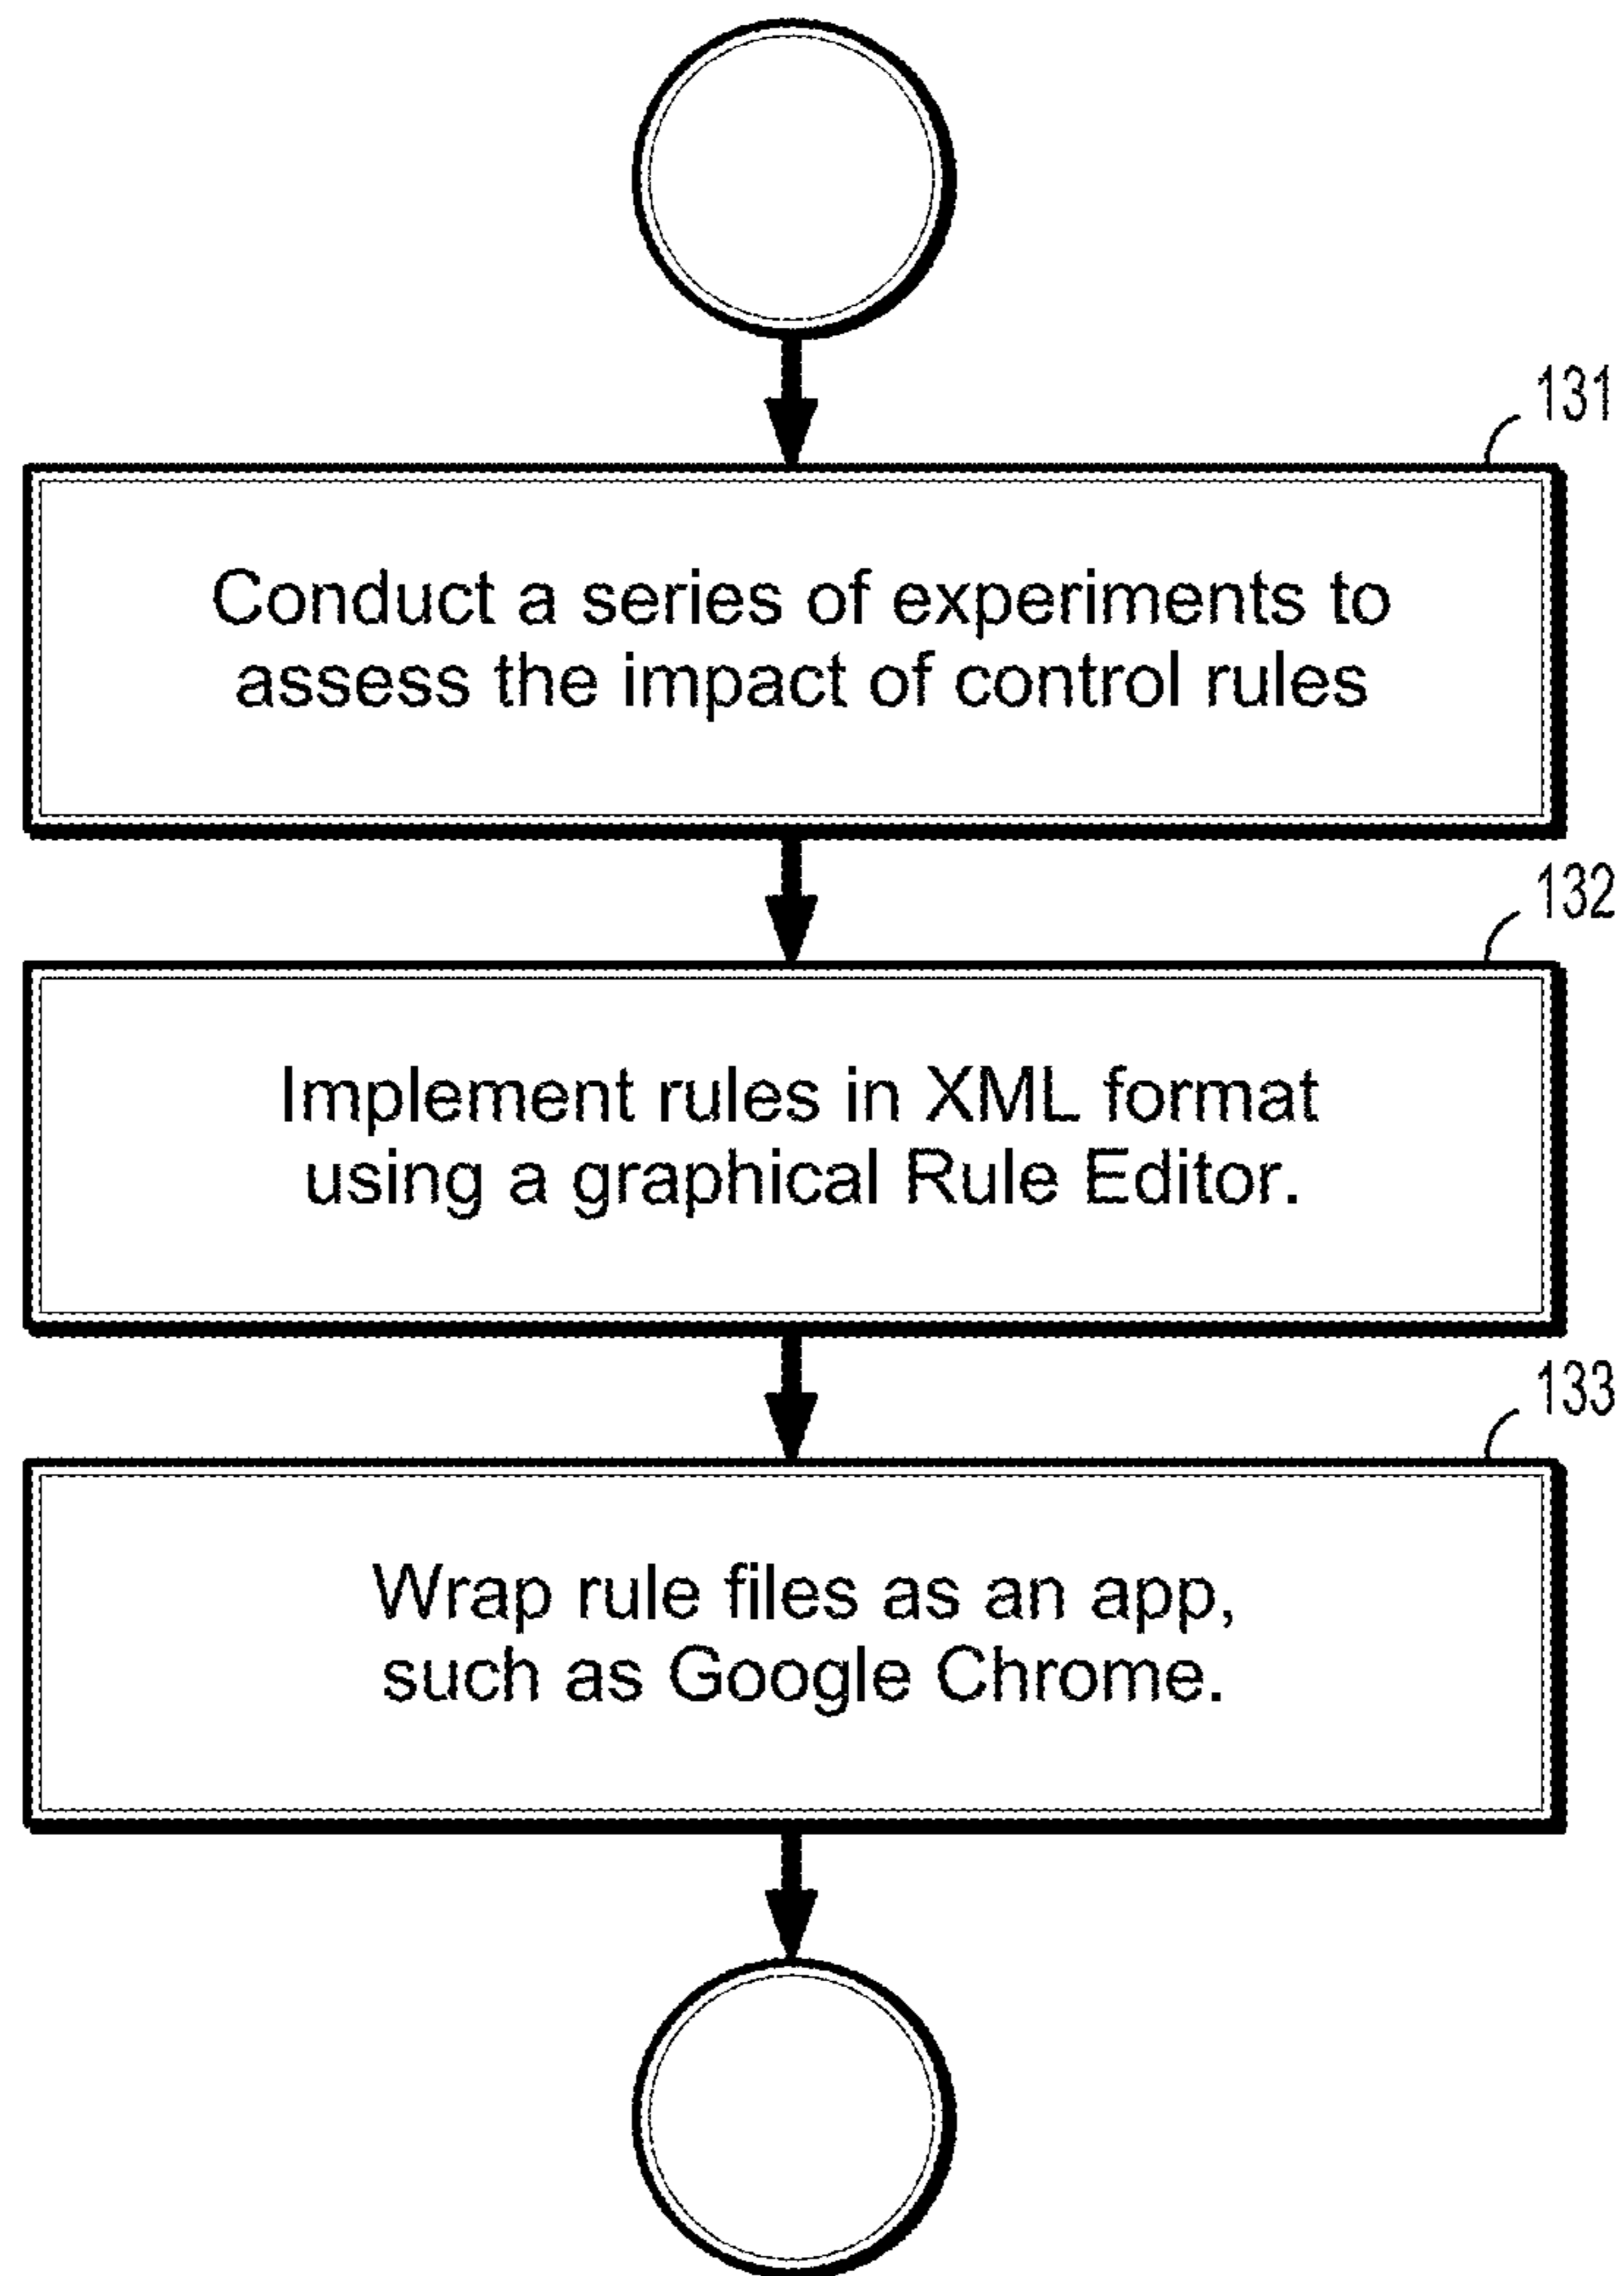 131
Conduct a series of experiments to
assess the impact of control rules
132
Implement rules in XML format
using a graphical Rule Editor.
133
Wrap rule files as an app,
such as Google Chrome.